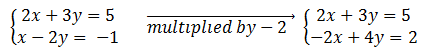 {2x + 3y = 5 multiplied by − 2 {2x + 3y = 5
{x − 2y = −1 {−2x + 4y = 2